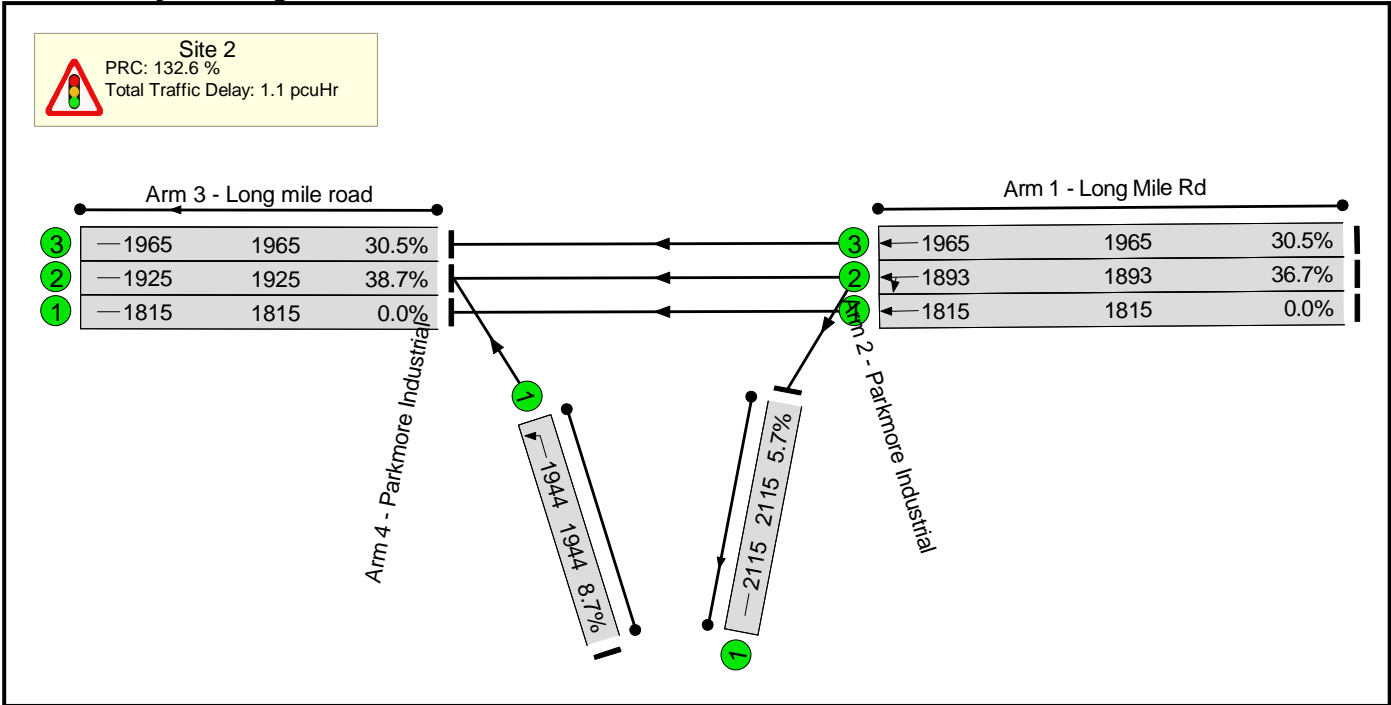 Site 2
PRC: 132.6 %
Total Traffic Delay: 1.1 pcuHr
Arm 3 - Long mile road
3 1965 1965 30.5%
2 1925 1925 38.7%
1 1815 1815 0.0%
Arm 1 - Long Mile Rd
3 1965 1965 30.5%
2 1893 1893 36.7%
1815 1815 0.0%
Arm 4 - Parkmore Industrial
1
1944 1944 8.7%
Arm 2 - Parkmore Industrial
2115 2115 5.7%
1